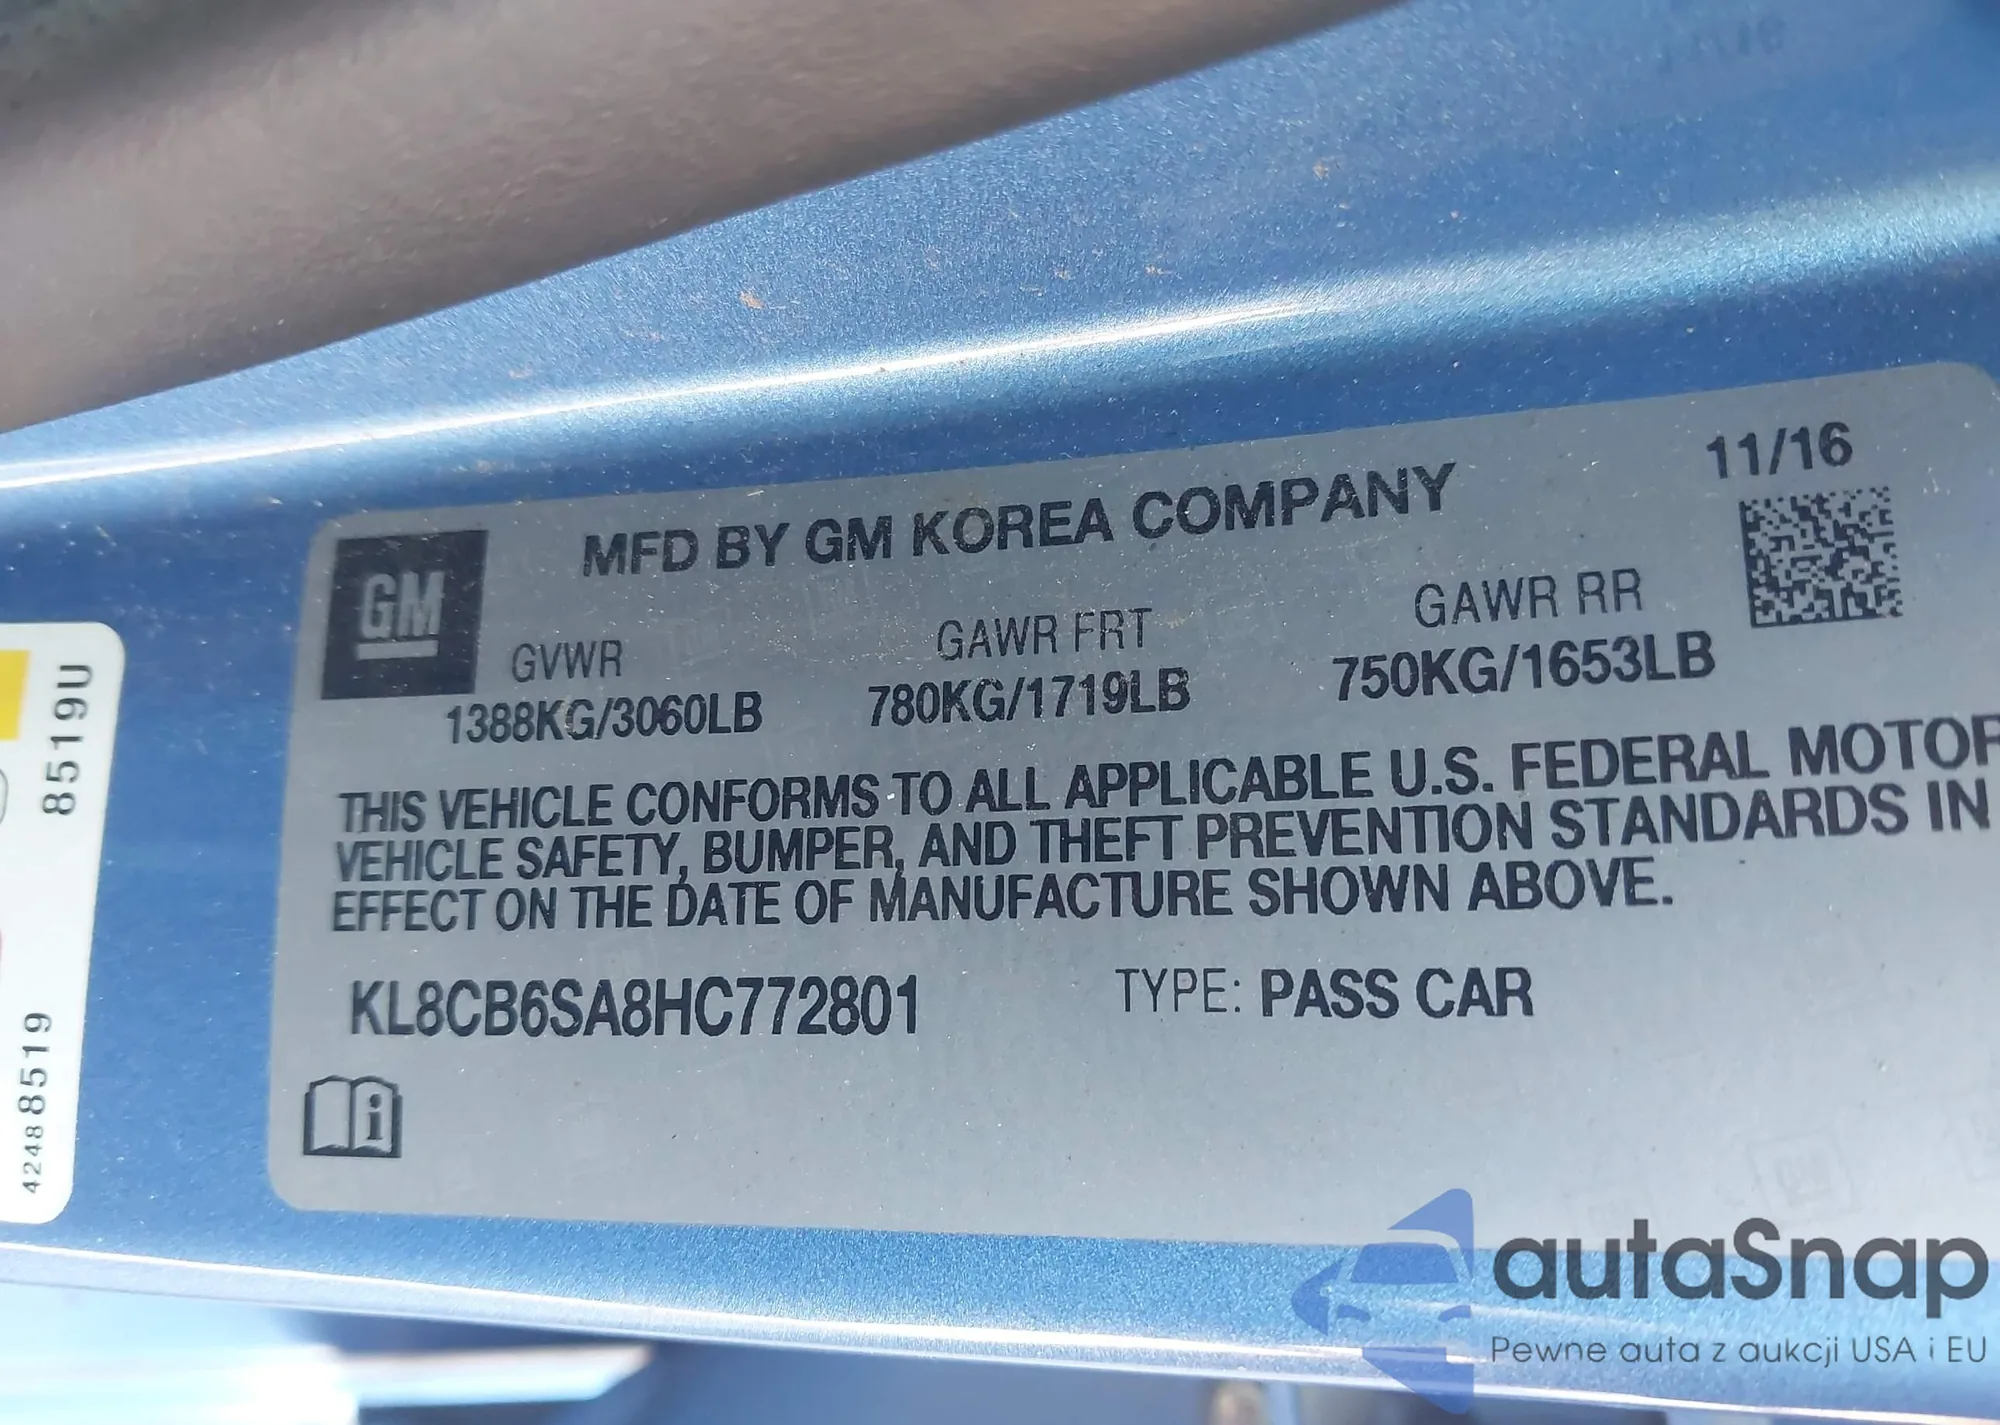 11/16
MFD BY GM KOREA COMPANY
GM
GVWR
GAWR FRT
GAWR RR
1388KG/3060LB
780KG/1719LB
750KG/1653LB
THIS VEHICLE CONFORMS TO ALL APPLICABLE U.S. FEDERAL MOTOR
VEHICLE SAFETY, BUMPER, AND THEFT PREVENTION STANDARDS IN
EFFECT ON THE DATE OF MANUFACTURE SHOWN ABOVE.
KL8CB6SA8HC772801
TYPE: PASS CAR
8519U
42488519
autaSnap
Pewne auta z aukcji USA i EU